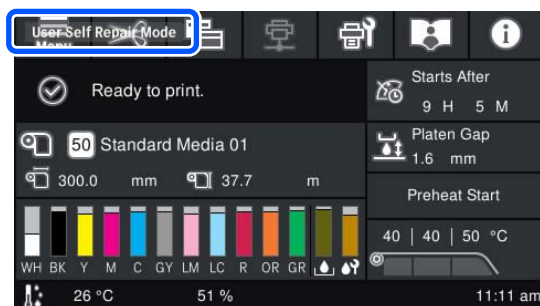 User Self Repair Mode
Menu
Ready to print.
Starts After
9 H 5 M
50 Standard Media 01
Platen Gap
1.6 mm
300.0 mm 37.7 m
Preheat Start
40 | 40 | 50 °C
WH BK Y M C GY LM LC R OR GR
26 °C 51 % 11:11 am